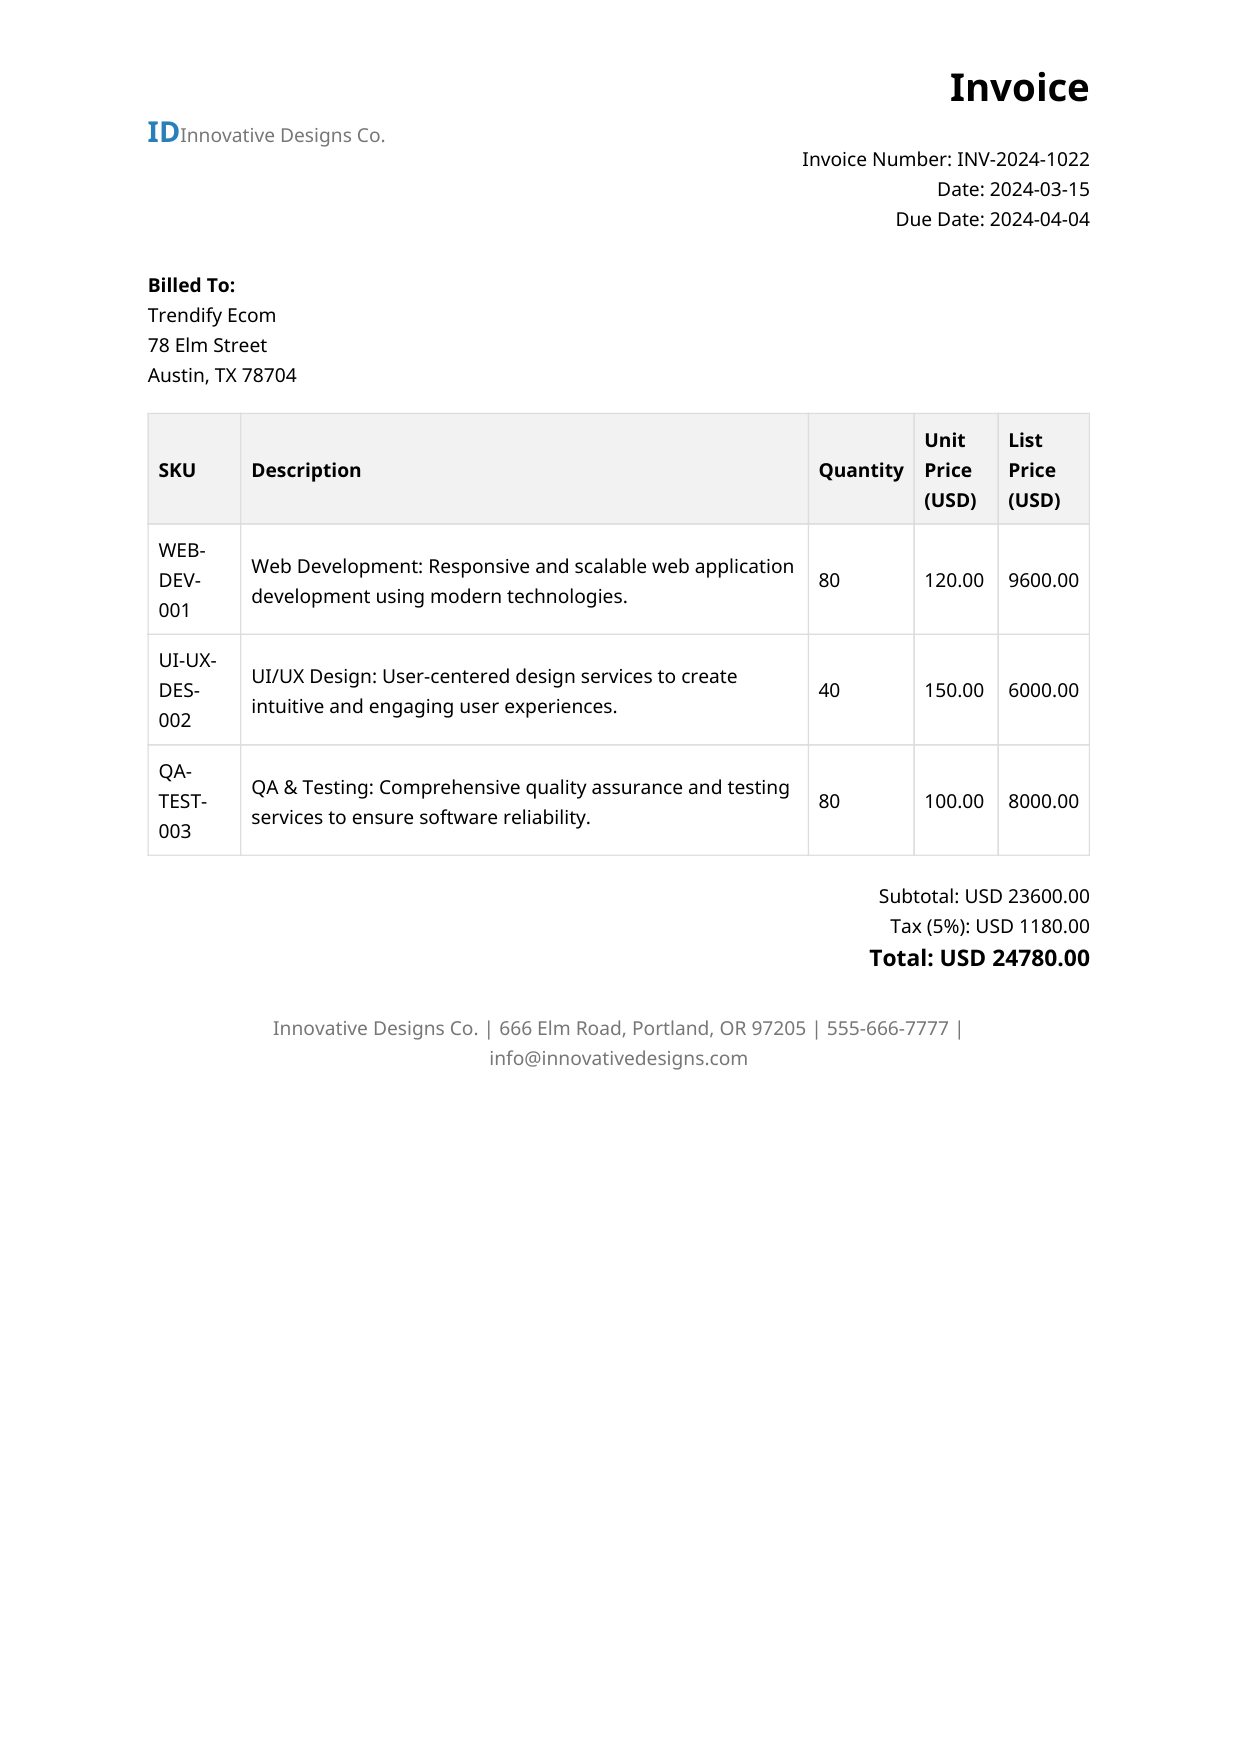 Invoice
IDInnovative Designs Co.
Invoice Number: INV-2024-1022
Date: 2024-03-15
Due Date: 2024-04-04
Billed To:
Trendify Ecom
78 Elm Street
Austin, TX 78704
SKU Description Quantity Unit Price (USD) List Price (USD)
WEB-
DEV-
001
Web Development: Responsive and scalable web application
development using modern technologies.
80 120.00 9600.00
UI-UX-
DES-
002
UI/UX Design: User-centered design services to create
intuitive and engaging user experiences.
40 150.00 6000.00
QA-
TEST-
003
QA & Testing: Comprehensive quality assurance and testing
services to ensure software reliability.
80 100.00 8000.00
Subtotal: USD 23600.00
Tax (5%): USD 1180.00
Total: USD 24780.00
Innovative Designs Co. | 666 Elm Road, Portland, OR 97205 | 555-666-7777 |
info@innovativedesigns.com